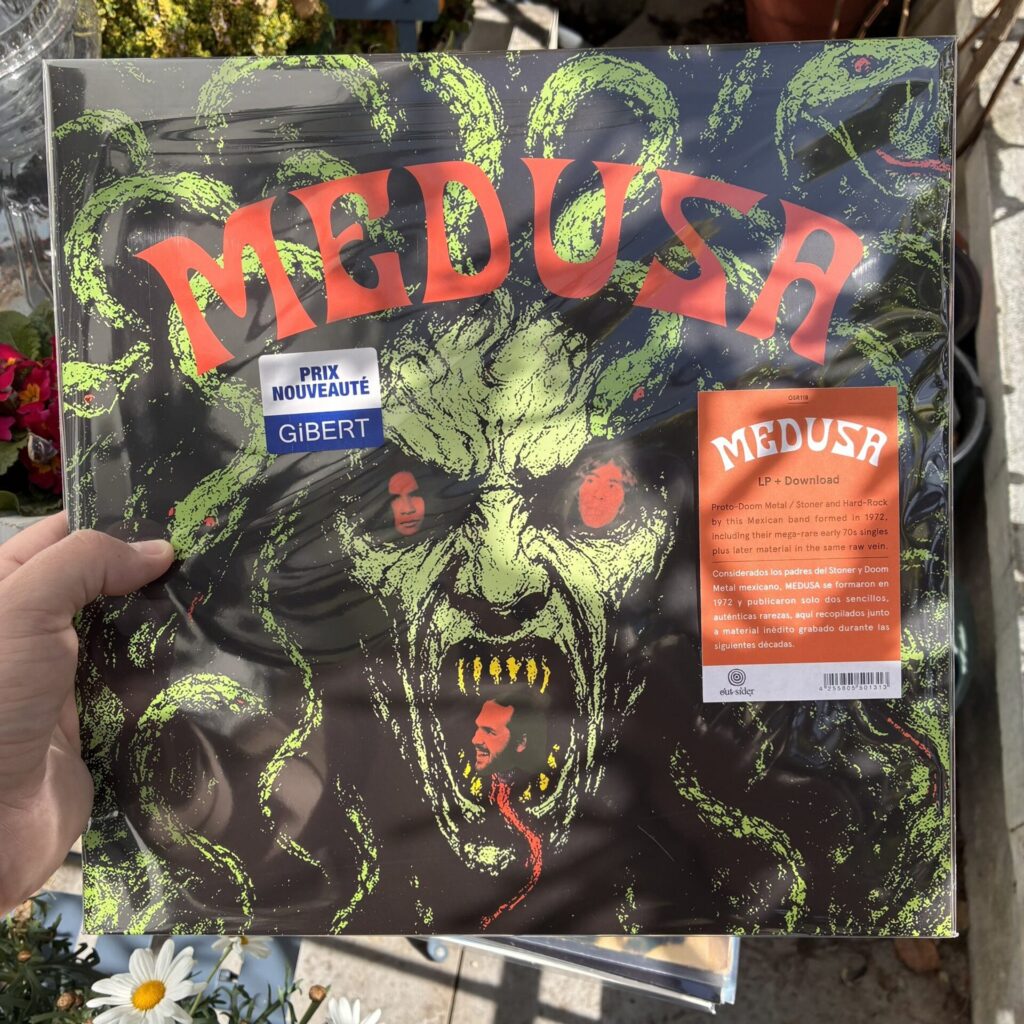 MEDUSA
PRIX
NOUVEAUTÉ
GiBERT
OSR118
MEDUSA
LP + Download
Proto-Doom Metal / Stoner and Hard-Rock
by this Mexican band formed in 1972,
including their mega-rare early 70s singles
plus later material in the same raw vein.
Considerados los padres del Stoner y Doom
Metal mexicano, MEDUSA se formaron en
1972 y publicaron solo dos sencillos,
auténticas rarezas, aquí recopilados junto
a material inédito grabado durante las
siguientes décadas.
out-sider
4 255805 501313